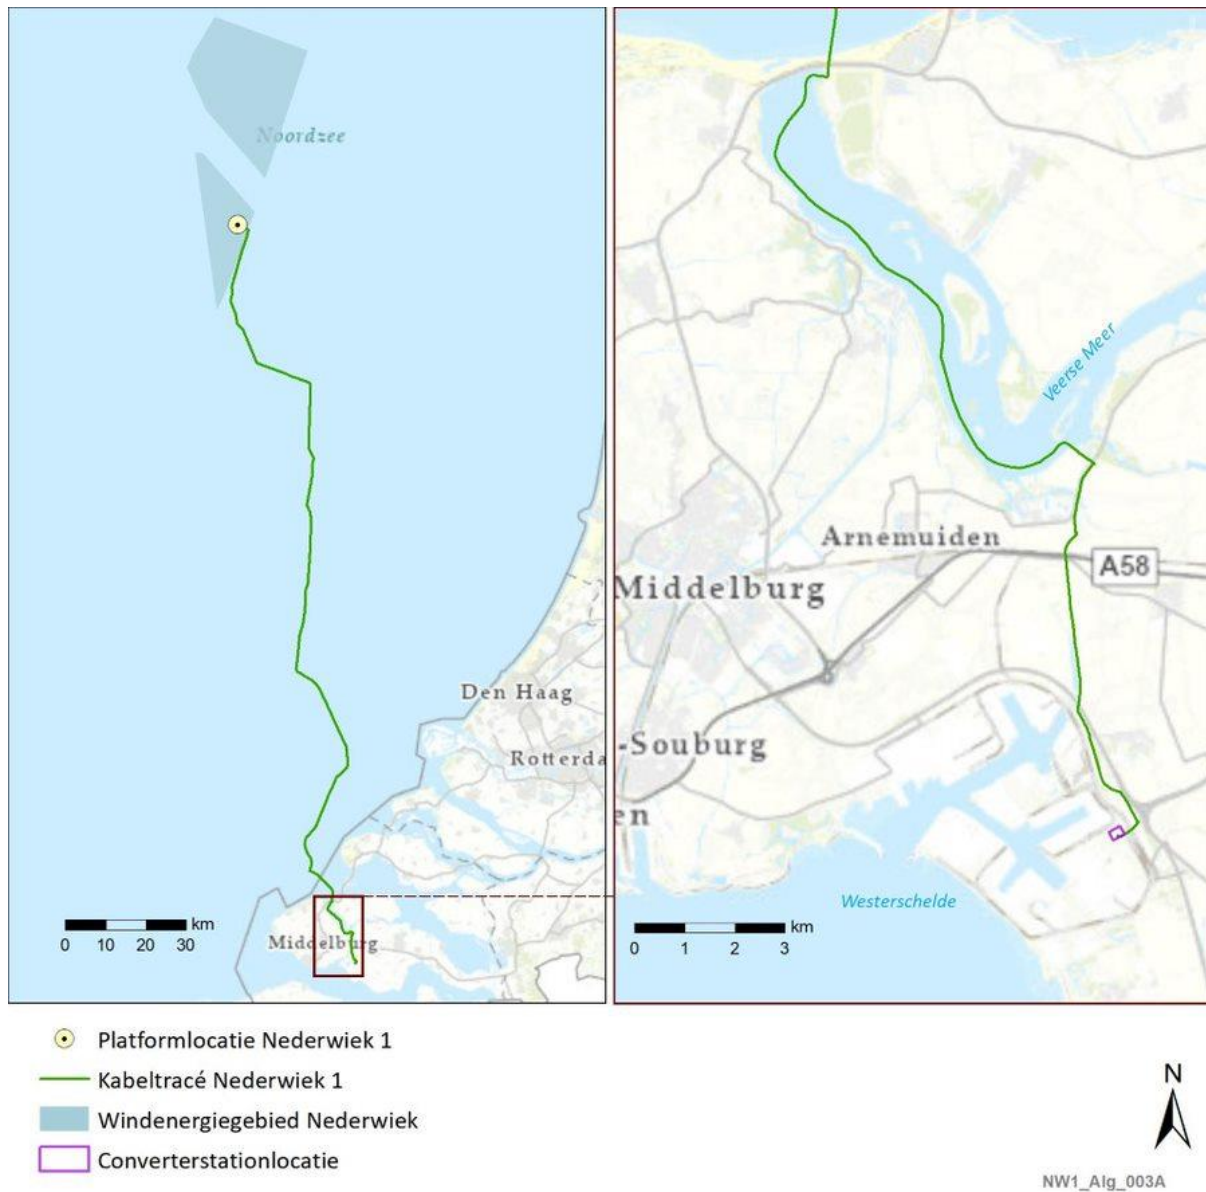 Noordzee
Den Haag
Rotterda
km
0 10 20 30
Middelburg
Veerse Meer
Arnemuiden
A58
Middelburg
-Souburg
en
Westerschelde
km
0 1 2 3
Platformlocatie Nederwiek 1
Kabeltracé Nederwiek 1
Windenergiegebied Nederwiek
Converterstationlocatie
N
NW1_Alg_003A